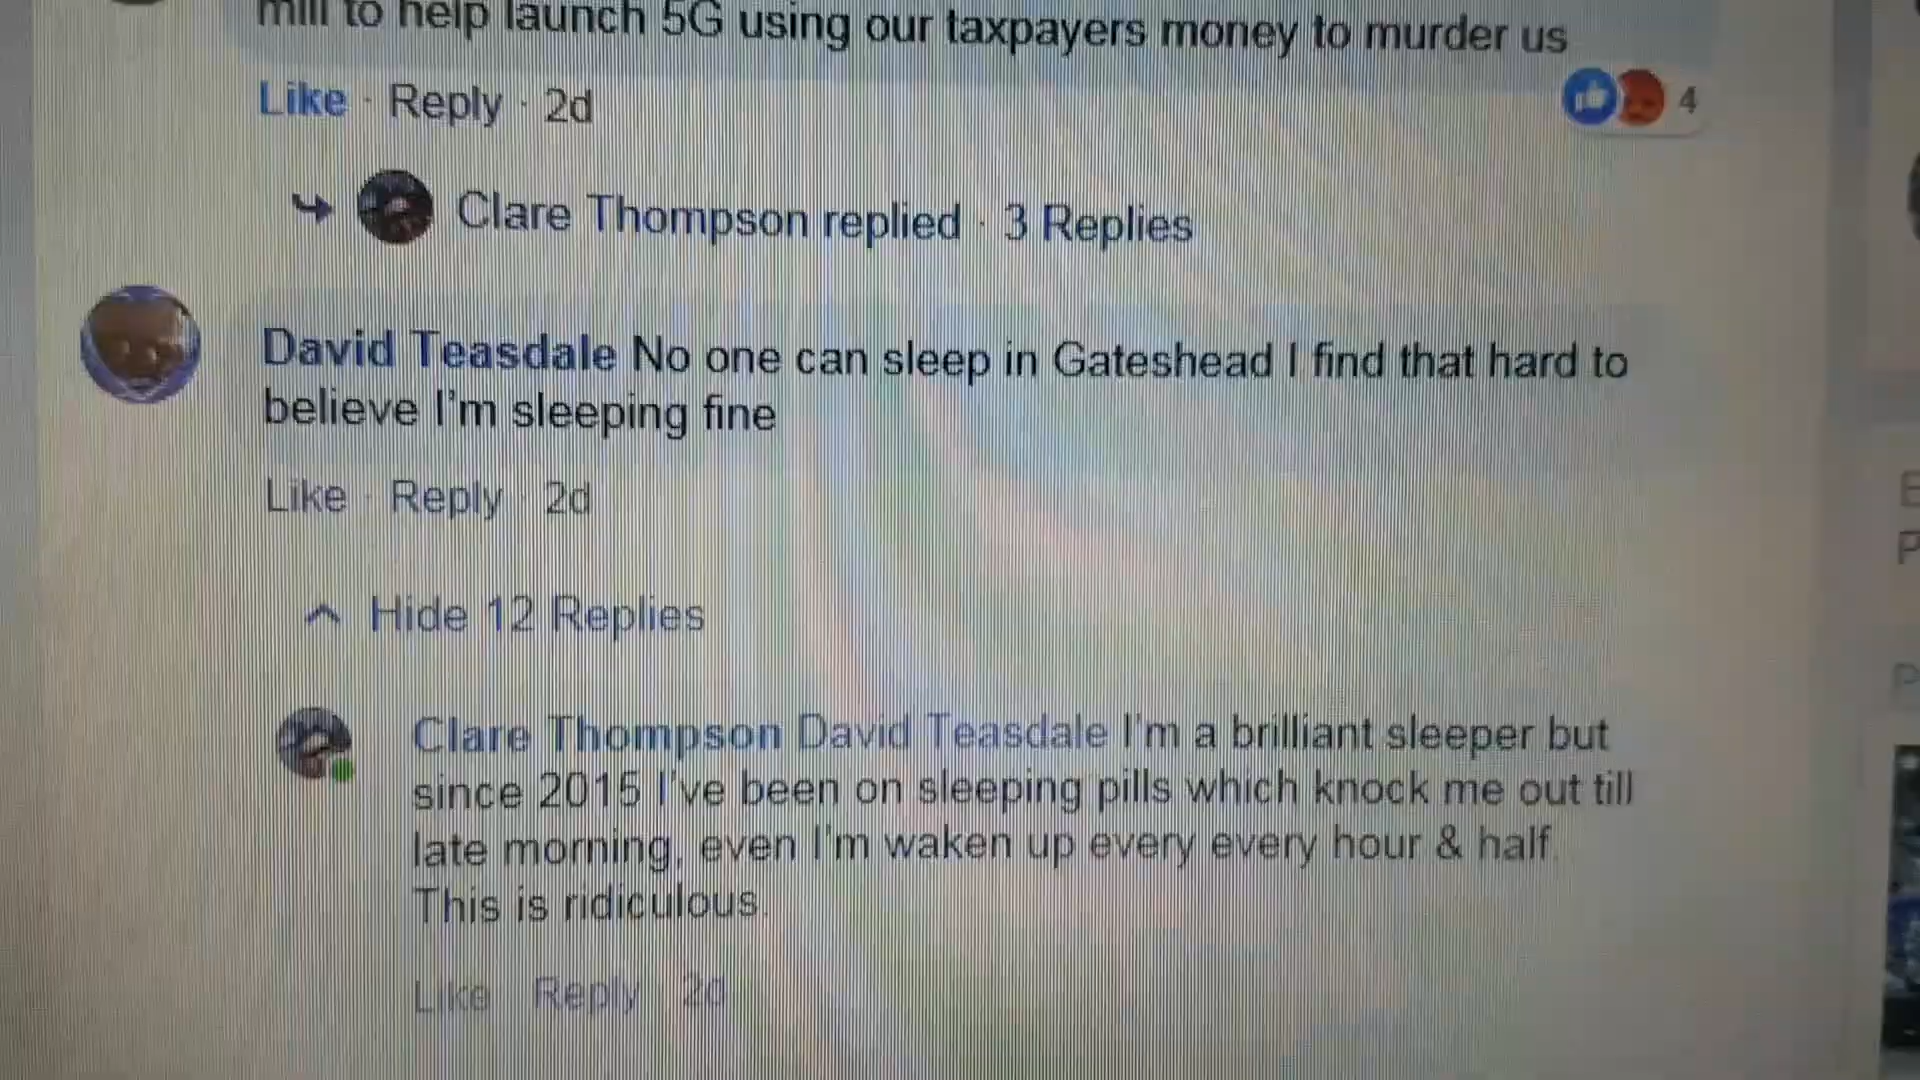 mill to help launch 5G using our taxpayers money to murder us
Like · Reply · 2d
4
Clare Thompson replied · 3 Replies
David Teasdale No one can sleep in Gateshead I find that hard to
believe I'm sleeping fine
Like · Reply · 2d
Hide 12 Replies
Clare Thompson David Teasdale I'm a brilliant sleeper but
since 2015 I've been on sleeping pills which knock me out till
late morning, even I'm waken up every every hour & half.
This is ridiculous.
Like Reply 2d